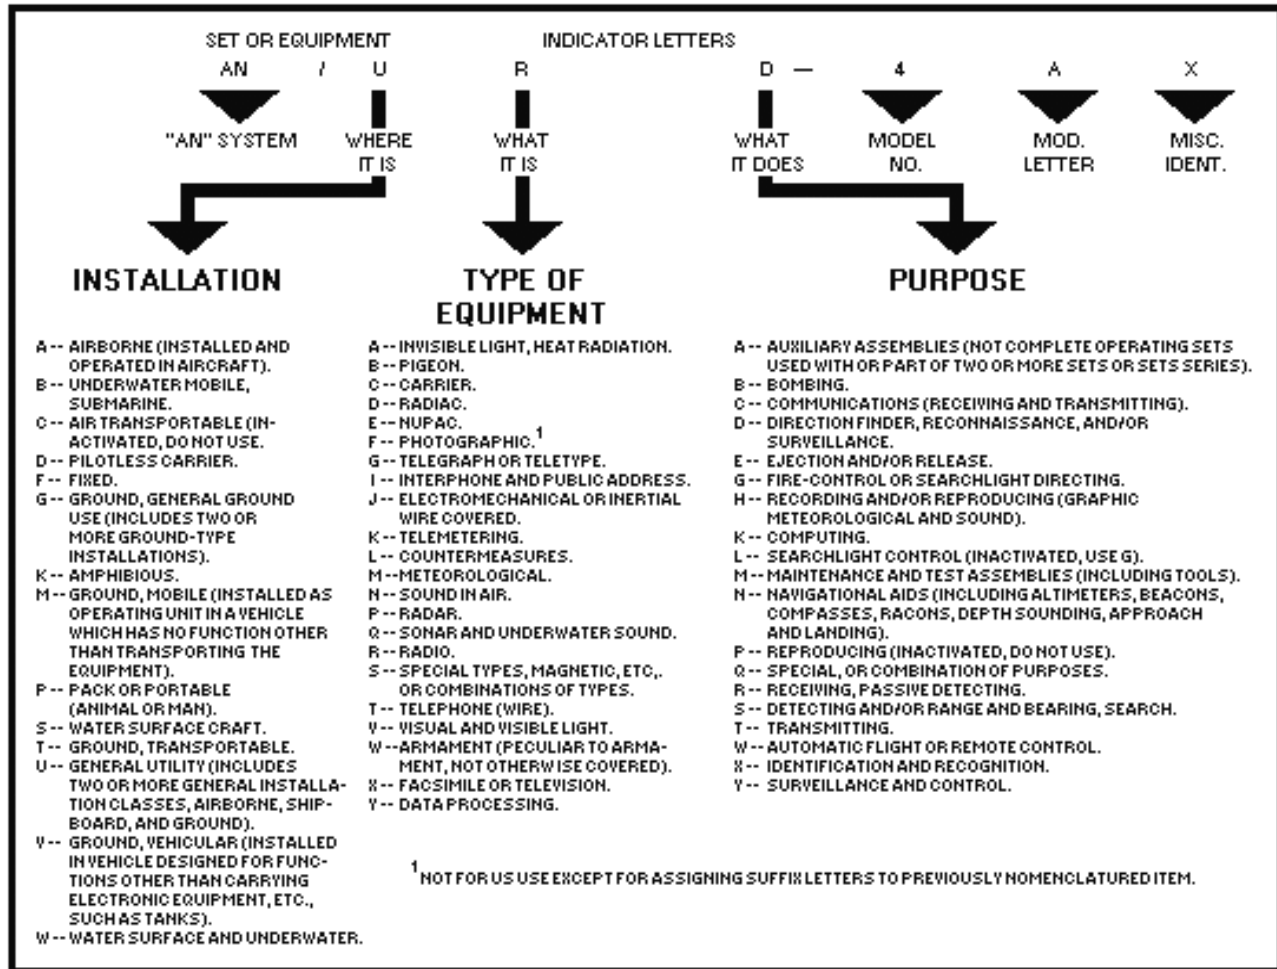 SET OR EQUIPMENT INDICATOR LETTERS
AN / U R D — 4 A X
"AN" SYSTEM WHERE IT IS WHAT IT IS WHAT IT DOES MODEL NO. MOD. LETTER MISC. IDENT.
INSTALLATION
A -- AIRBORNE (INSTALLED AND
OPERATED IN AIRCRAFT).
B -- UNDERWATER MOBILE,
SUBMARINE.
C -- AIR TRANSPORTABLE (IN-
ACTIVATED, DO NOT USE.
D -- PILOTLESS CARRIER.
F -- FIXED.
G -- GROUND, GENERAL GROUND
USE (INCLUDES TWO OR
MORE GROUND-TYPE
INSTALLATIONS).
K -- AMPHIBIOUS.
M -- GROUND, MOBILE (INSTALLED AS
OPERATING UNIT IN A VEHICLE
WHICH HAS NO FUNCTION OTHER
THAN TRANSPORTING THE
EQUIPMENT).
P -- PACK OR PORTABLE
(ANIMAL OR MAN).
S -- WATER SURFACE CRAFT.
T -- GROUND, TRANSPORTABLE.
U -- GENERAL UTILITY (INCLUDES
TWO OR MORE GENERAL INSTALLA-
TION CLASSES, AIRBORNE, SHIP-
BOARD, AND GROUND).
V -- GROUND, VEHICULAR (INSTALLED
IN VEHICLE DESIGNED FOR FUNC-
TIONS OTHER THAN CARRYING
ELECTRONIC EQUIPMENT, ETC.,
SUCH AS TANKS).
W -- WATER SURFACE AND UNDERWATER.
TYPE OF
EQUIPMENT
A -- INVISIBLE LIGHT, HEAT RADIATION.
B -- PIGEON.
C -- CARRIER.
D -- RADIAC.
E -- NUPAC.
F -- PHOTOGRAPHIC.1
G -- TELEGRAPH OR TELETYPE.
I -- INTERPHONE AND PUBLIC ADDRESS.
J -- ELECTROMECHANICAL OR INERTIAL
WIRE COVERED.
K -- TELEMETERING.
L -- COUNTERMEASURES.
M -- METEOROLOGICAL.
N -- SOUND IN AIR.
P -- RADAR.
Q -- SONAR AND UNDERWATER SOUND.
R -- RADIO.
S -- SPECIAL TYPES, MAGNETIC, ETC,.
OR COMBINATIONS OF TYPES.
T -- TELEPHONE (WIRE).
V -- VISUAL AND VISIBLE LIGHT.
W -- ARMAMENT (PECULIAR TO ARMA-
MENT, NOT OTHERWISE COVERED).
X -- FACSIMILE OR TELEVISION.
Y -- DATA PROCESSING.
PURPOSE
A -- AUXILIARY ASSEMBLIES (NOT COMPLETE OPERATING SETS
USED WITH OR PART OF TWO OR MORE SETS OR SETS SERIES).
B -- BOMBING.
C -- COMMUNICATIONS (RECEIVING AND TRANSMITTING).
D -- DIRECTION FINDER, RECONNAISSANCE, AND/OR
SURVEILLANCE.
E -- EJECTION AND/OR RELEASE.
G -- FIRE-CONTROL OR SEARCHLIGHT DIRECTING.
H -- RECORDING AND/OR REPRODUCING (GRAPHIC
METEOROLOGICAL AND SOUND).
K -- COMPUTING.
L -- SEARCHLIGHT CONTROL (INACTIVATED, USE G).
M -- MAINTENANCE AND TEST ASSEMBLIES (INCLUDING TOOLS).
N -- NAVIGATIONAL AIDS (INCLUDING ALTIMETERS, BEACONS,
COMPASSES, RACONS, DEPTH SOUNDING, APPROACH
AND LANDING).
P -- REPRODUCING (INACTIVATED, DO NOT USE).
Q -- SPECIAL, OR COMBINATION OF PURPOSES.
R -- RECEIVING, PASSIVE DETECTING.
S -- DETECTING AND/OR RANGE AND BEARING, SEARCH.
T -- TRANSMITTING.
W -- AUTOMATIC FLIGHT OR REMOTE CONTROL.
X -- IDENTIFICATION AND RECOGNITION.
Y -- SURVEILLANCE AND CONTROL.
1 NOT FOR US USE EXCEPT FOR ASSIGNING SUFFIX LETTERS TO PREVIOUSLY NOMENCLATURED ITEM.